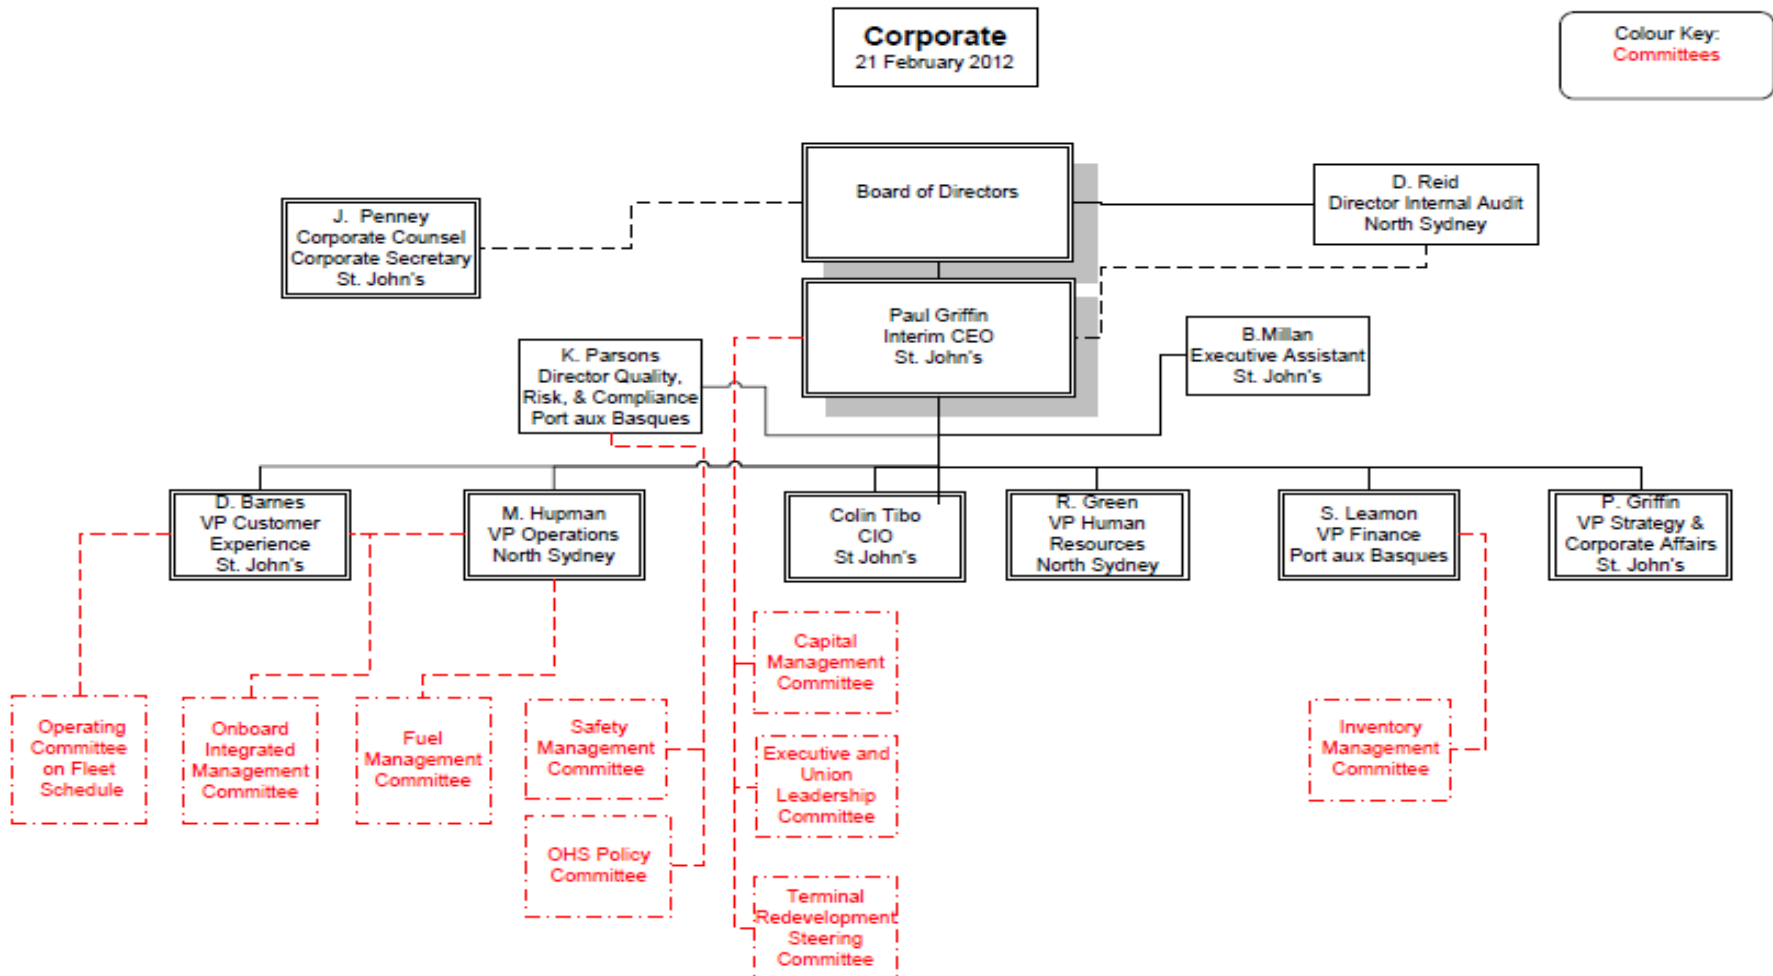 Corporate
21 February 2012
Colour Key:
Committees
Board of Directors
D. Reid
Director Internal Audit
North Sydney
J. Penney
Corporate Counsel
Corporate Secretary
St. John's
Paul Griffin
Interim CEO
St. John's
B.Millan
Executive Assistant
St. John's
K. Parsons
Director Quality,
Risk, & Compliance
Port aux Basques
D. Barnes
VP Customer
Experience
St. John's
M. Hupman
VP Operations
North Sydney
Colin Tibo
CIO
St John's
R. Green
VP Human
Resources
North Sydney
S. Leamon
VP Finance
Port aux Basques
P. Griffin
VP Strategy &
Corporate Affairs
St. John's
Operating
Committee
on Fleet
Schedule
Onboard
Integrated
Management
Committee
Fuel
Management
Committee
Safety
Management
Committee
OHS Policy
Committee
Capital
Management
Committee
Executive and
Union
Leadership
Committee
Terminal
Redevelopment
Steering
Committee
Inventory
Management
Committee